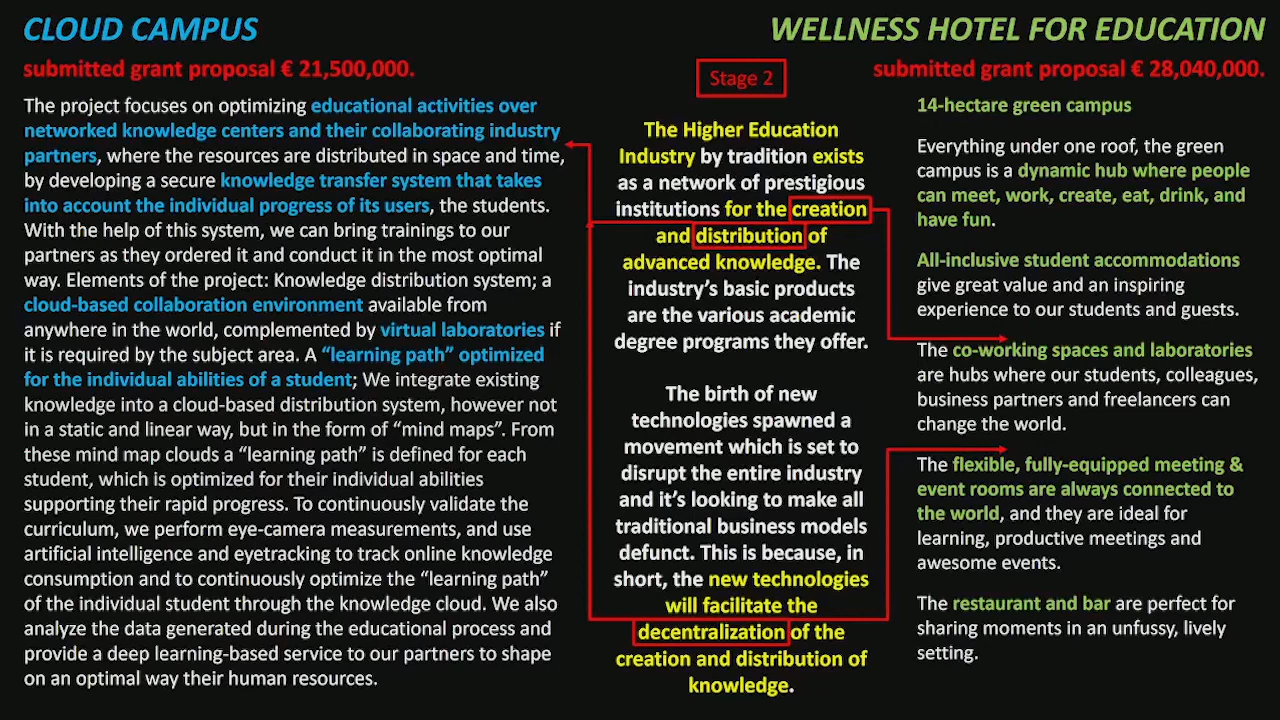 CLOUD CAMPUS
submitted grant proposal € 21,500,000.
The project focuses on optimizing educational activities over
networked knowledge centers and their collaborating industry
partners, where the resources are distributed in space and time,
by developing a secure knowledge transfer system that takes
into account the individual progress of its users, the students.
With the help of this system, we can bring trainings to our
partners as they ordered it and conduct it in the most optimal
way. Elements of the project: Knowledge distribution system; a
cloud-based collaboration environment available from
anywhere in the world, complemented by virtual laboratories if
it is required by the subject area. A “learning path” optimized
for the individual abilities of a student; We integrate existing
knowledge into a cloud-based distribution system, however not
in a static and linear way, but in the form of “mind maps”. From
these mind map clouds a “learning path” is defined for each
student, which is optimized for their individual abilities
supporting their rapid progress. To continuously validate the
curriculum, we perform eye-camera measurements, and use
artificial intelligence and eyetracking to track online knowledge
consumption and to continuously optimize the “learning path”
of the individual student through the knowledge cloud. We also
analyze the data generated during the educational process and
provide a deep learning-based service to our partners to shape
on an optimal way their human resources.
Stage 2
The Higher Education
Industry by tradition exists
as a network of prestigious
institutions for the creation
and distribution of
advanced knowledge. The
industry’s basic products
are the various academic
degree programs they offer.
The birth of new
technologies spawned a
movement which is set to
disrupt the entire industry
and it’s looking to make all
traditional business models
defunct. This is because, in
short, the new technologies
will facilitate the
decentralization of the
creation and distribution of
knowledge.
WELLNESS HOTEL FOR EDUCATION
submitted grant proposal € 28,040,000.
14-hectare green campus
Everything under one roof, the green
campus is a dynamic hub where people
can meet, work, create, eat, drink, and
have fun.
All-inclusive student accommodations
give great value and an inspiring
experience to our students and guests.
The co-working spaces and laboratories
are hubs where our students, colleagues,
business partners and freelancers can
change the world.
The flexible, fully-equipped meeting &
event rooms are always connected to
the world, and they are ideal for
learning, productive meetings and
awesome events.
The restaurant and bar are perfect for
sharing moments in an unfussy, lively
setting.